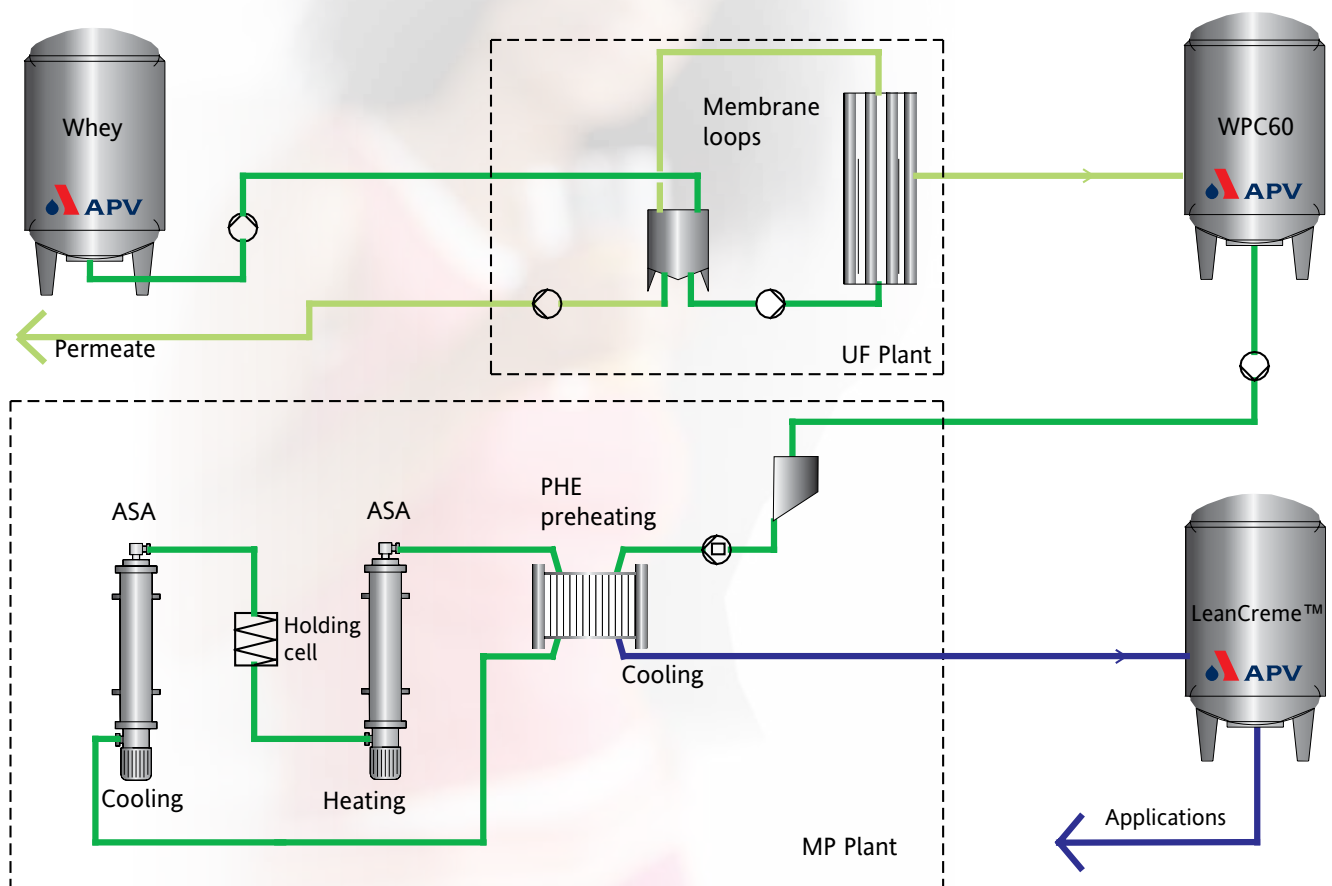 Whey
APV
Membrane
loops
WPC60
APV
Permeate
UF Plant
ASA
ASA
PHE
preheating
Holding
cell
LeanCreme™
APV
Cooling
Cooling
Heating
Applications
MP Plant